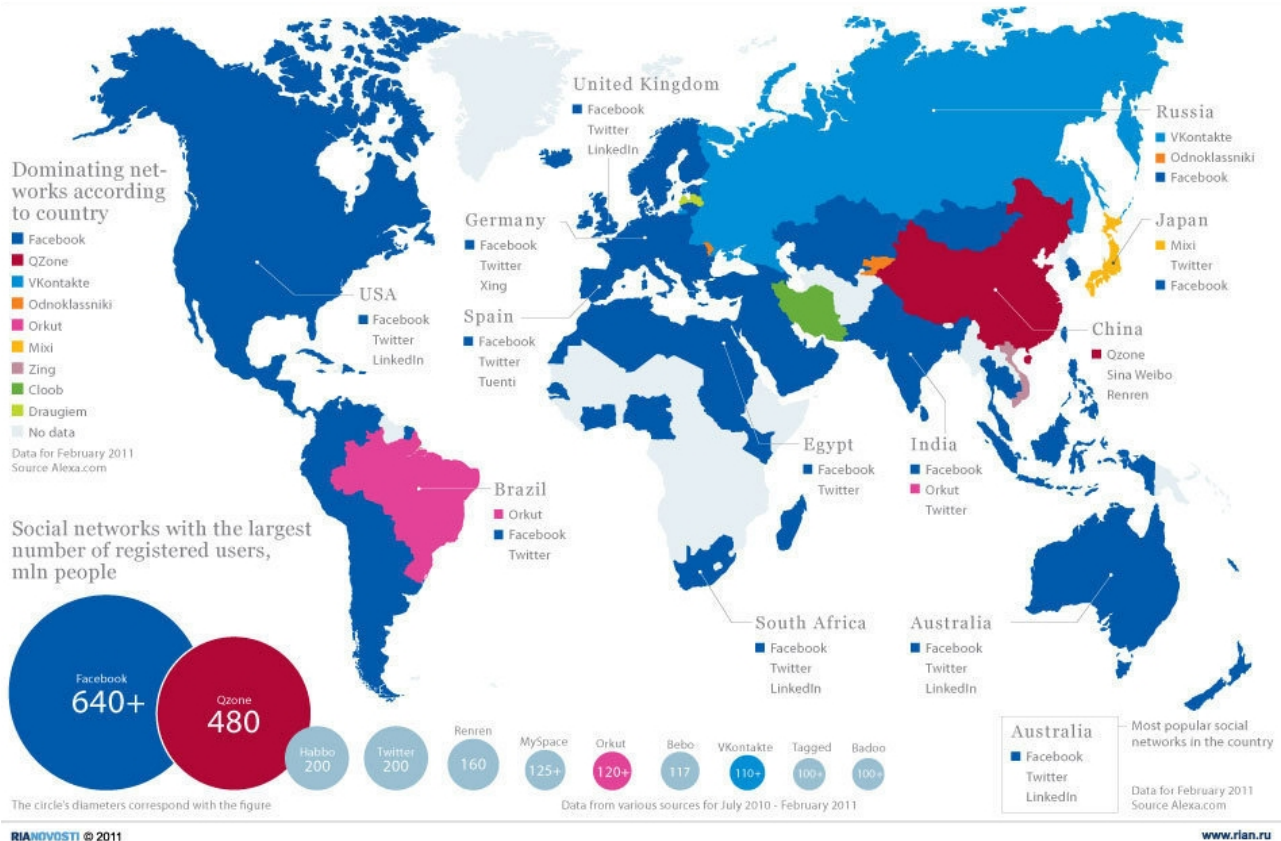 Dominating net-
works according
to country
Facebook
QZone
VKontakte
Odnoklassniki
Orkut
Mixi
Zing
Cloob
Draugiem
No data
Data for February 2011
Source Alexa.com
USA
Facebook
Twitter
LinkedIn
United Kingdom
Facebook
Twitter
LinkedIn
Germany
Facebook
Twitter
Xing
Spain
Facebook
Twitter
Tuenti
Russia
VKontakte
Odnoklassniki
Facebook
Japan
Mixi
Twitter
Facebook
China
Qzone
Sina Weibo
Renren
Egypt
Facebook
Twitter
India
Facebook
Orkut
Twitter
Brazil
Orkut
Facebook
Twitter
South Africa
Facebook
Twitter
LinkedIn
Australia
Facebook
Twitter
LinkedIn
Social networks with the largest
number of registered users,
mln people
Facebook
640+
Qzone
480
Habbo
200
Twitter
200
Renren
160
MySpace
125+
Orkut
120+
Bebo
117
VKontakte
110+
Tagged
100+
Badoo
100+
Australia
Facebook
Twitter
LinkedIn
Most popular social
networks in the country
Data for February 2011
Source Alexa.com
The circle's diameters correspond with the figure
Data from various sources for July 2010 - February 2011
RIANOVOSTI © 2011
www.rian.ru